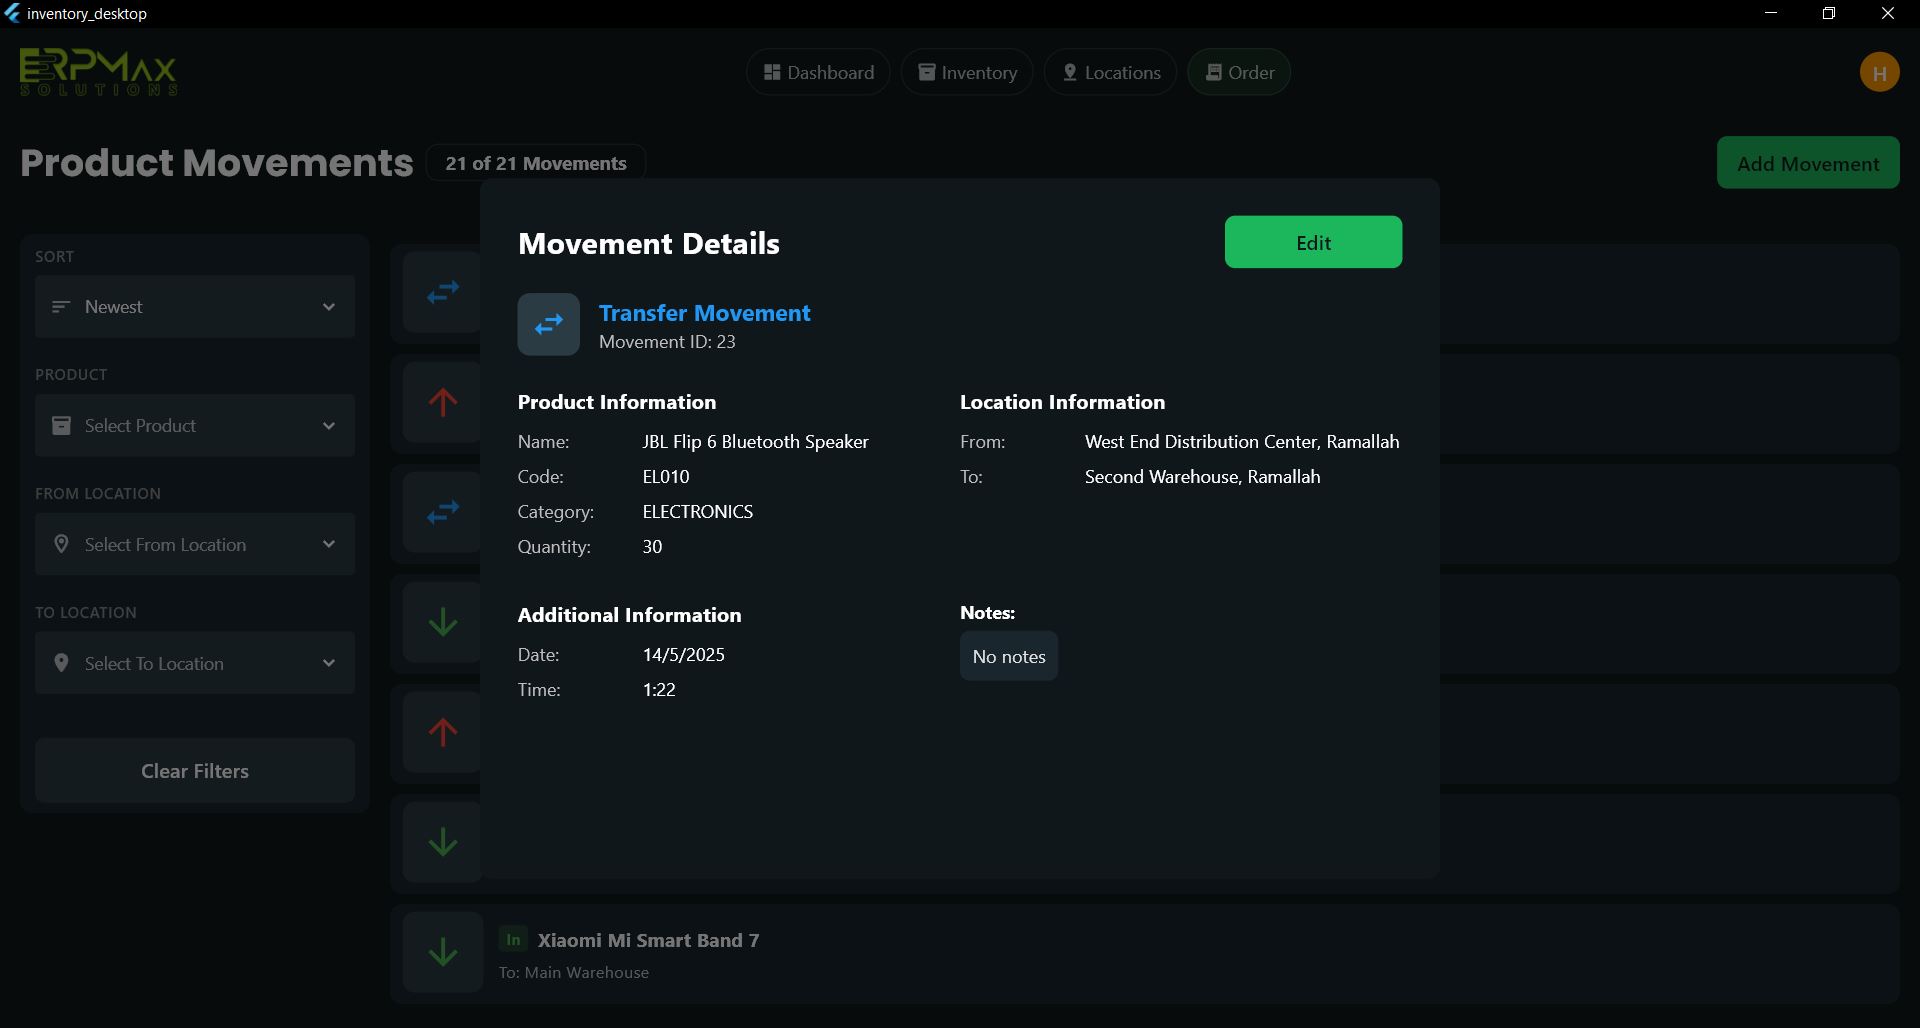 inventory_desktop
ERPMAX
SOLUTIONS
Dashboard
Inventory
Locations
Order
H
Product Movements
21 of 21 Movements
Add Movement
SORT
Newest
PRODUCT
Select Product
FROM LOCATION
Select From Location
TO LOCATION
Select To Location
Clear Filters
Movement Details
Edit
Transfer Movement
Movement ID: 23
Product Information
Name: JBL Flip 6 Bluetooth Speaker
Code: EL010
Category: ELECTRONICS
Quantity: 30
Location Information
From: West End Distribution Center, Ramallah
To: Second Warehouse, Ramallah
Additional Information
Date: 14/5/2025
Time: 1:22
Notes:
No notes
In Xiaomi Mi Smart Band 7
To: Main Warehouse